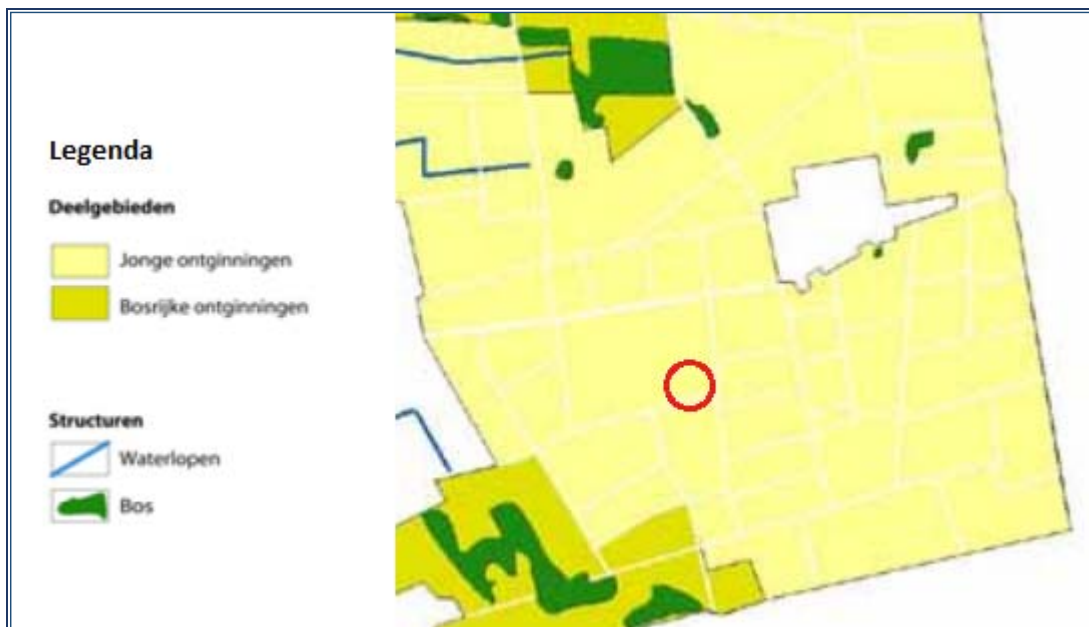 Legenda
Deelgebieden
Jonge ontginningen
Bosrijke ontginningen
Structuren
Waterlopen
Bos